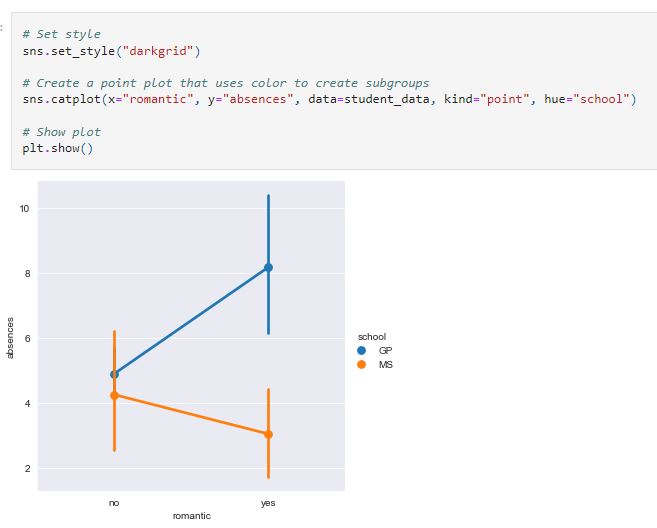 :
# Set style
sns.set_style("darkgrid")
# Create a point plot that uses color to create subgroups
sns.catplot(x="romantic", y="absences", data=student_data, kind="point", hue="school")
# Show plot
plt.show()
10
8
6
4
2
absences
no yes
romantic
school
GP
MS